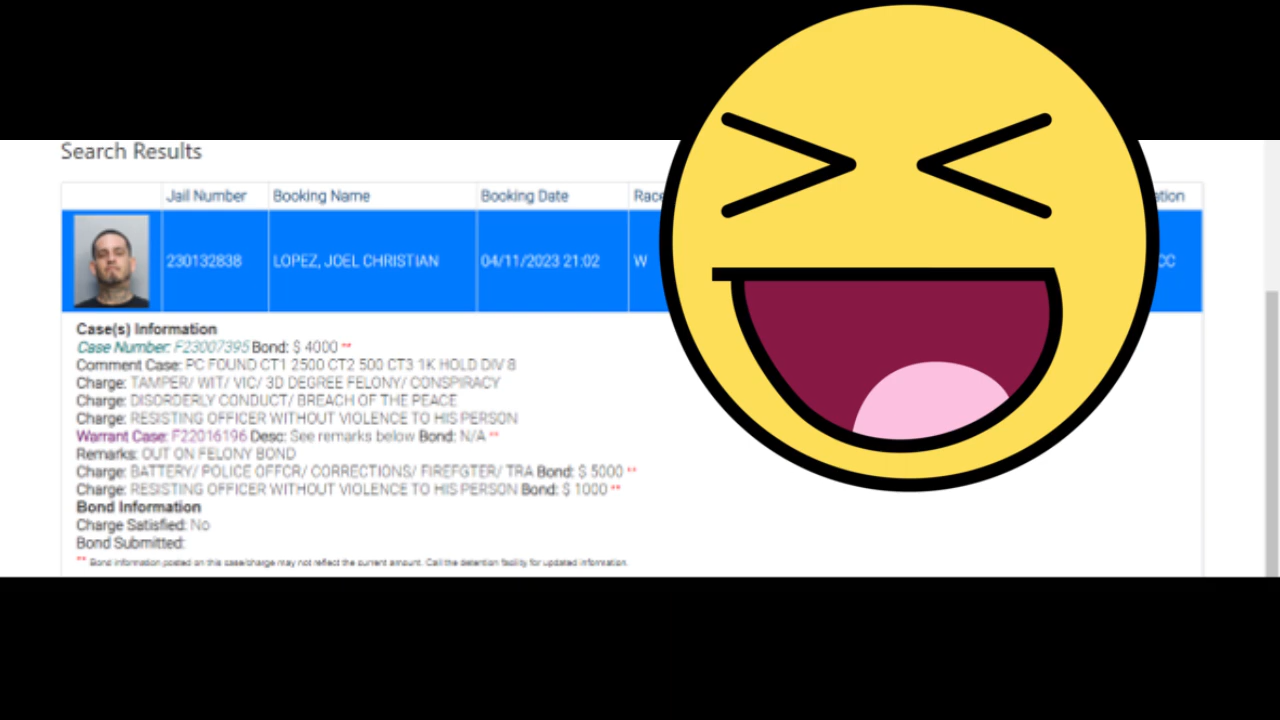 Search Results
Jail Number Booking Name Booking Date Race
230132838 LOPEZ, JOEL CHRISTIAN 04/11/2023 21:02 W CC
Case(s) Information
Case Number: F23007395 Bond: $ 4000 **
Comment Case: PC FOUND CT1 2500 CT2 500 CT3 1K HOLD DIV 8
Charge: TAMPER/ WIT/ VIC/ 3D DEGREE FELONY/ CONSPIRACY
Charge: DISORDERLY CONDUCT/ BREACH OF THE PEACE
Charge: RESISTING OFFICER WITHOUT VIOLENCE TO HIS PERSON
Warrant Case: F22016196 Desc: See remarks below Bond: N/A **
Remarks: OUT ON FELONY BOND
Charge: BATTERY/ POLICE OFFCR/ CORRECTIONS/ FIREFGTER/ TRA Bond: $ 5000 **
Charge: RESISTING OFFICER WITHOUT VIOLENCE TO HIS PERSON Bond: $ 1000 **
Bond Information
Charge Satisfied: No
Bond Submitted:
** Bond information posted on this case/charge may not reflect the current amount. Call the detention facility for updated information.